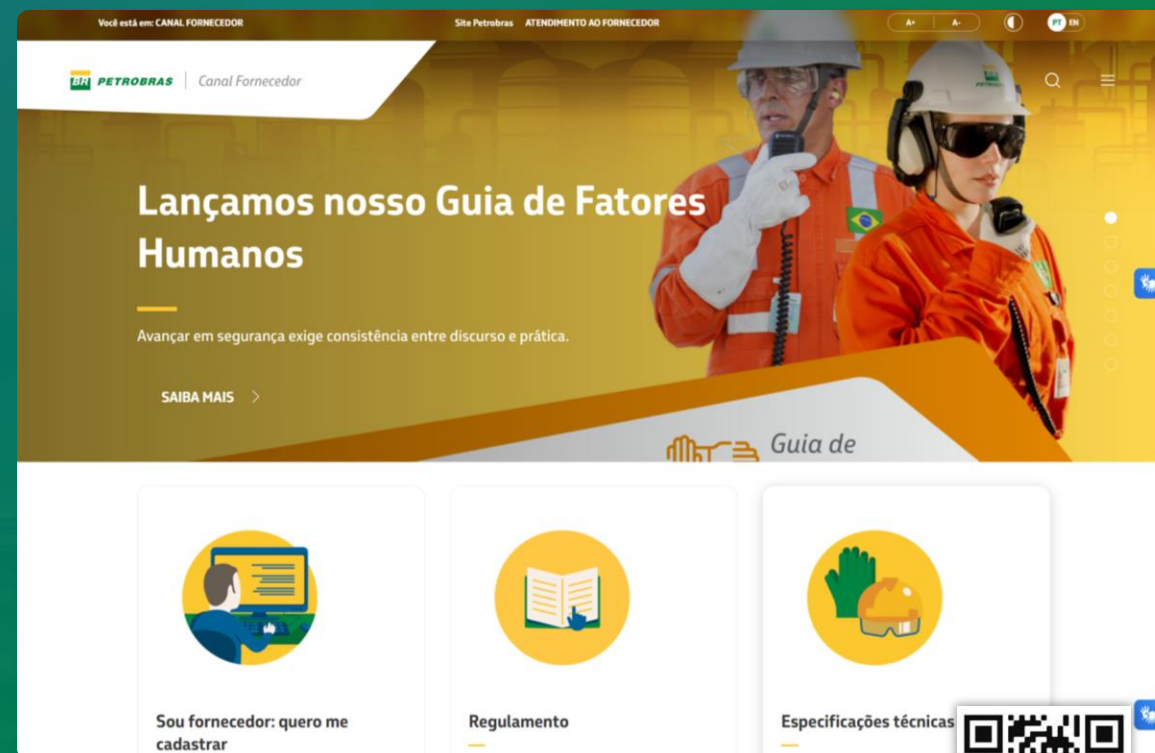 Você está em: CANAL FORNECEDOR
Site Petrobras ATENDIMENTO AO FORNECEDOR
A+ A-
PT EN
BR PETROBRAS Canal Fornecedor
Lançamos nosso Guia de Fatores
Humanos
Avançar em segurança exige consistência entre discurso e prática.
SAIBA MAIS
Guia de
Sou fornecedor: quero me
cadastrar
Regulamento
Especificações técnicas